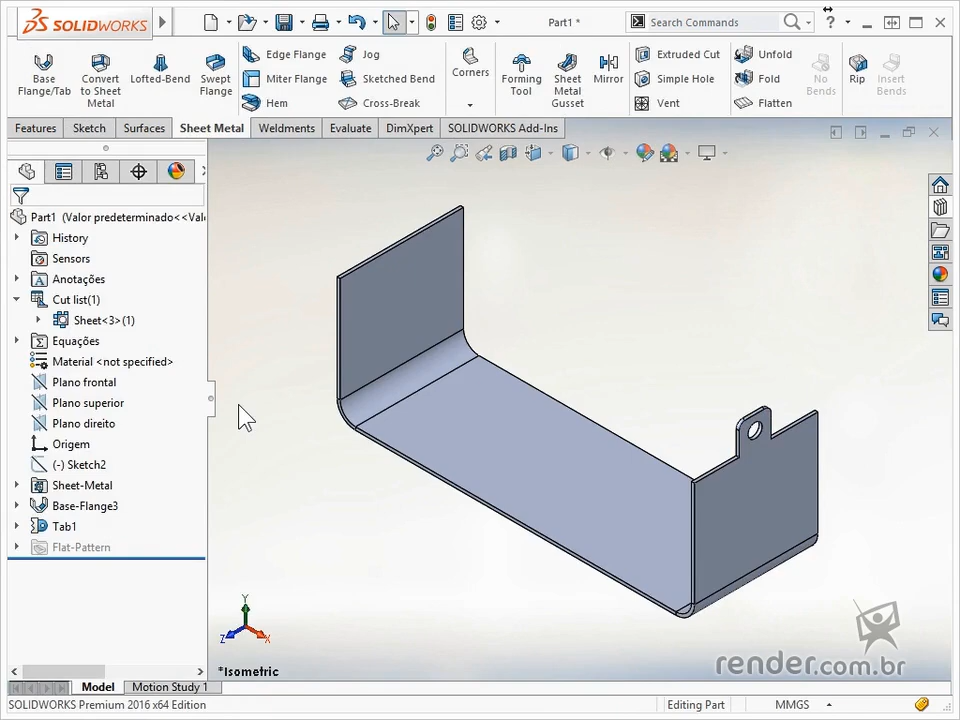 SOLIDWORKS
Part1 *
Search Commands
?
Base
Flange/Tab
Convert
to Sheet
Metal
Lofted-Bend
Swept
Flange
Edge Flange
Miter Flange
Hem
Jog
Sketched Bend
Cross-Break
Corners
Forming
Tool
Sheet
Metal
Gusset
Mirror
Extruded Cut
Simple Hole
Vent
Unfold
Fold
Flatten
No
Bends
Rip
Insert
Bends
Features
Sketch
Surfaces
Sheet Metal
Weldments
Evaluate
DimXpert
SOLIDWORKS Add-Ins
Part1 (Valor predeterminado<<Val
History
Sensors
Anotações
Cut list(1)
Sheet<3>(1)
Equações
Material <not specified>
Plano frontal
Plano superior
Plano direito
Origem
(-) Sketch2
Sheet-Metal
Base-Flange3
Tab1
Flat-Pattern
Y
Z
X
*Isometric
render.com.br
Model
Motion Study 1
SOLIDWORKS Premium 2016 x64 Edition
Editing Part
MMGS